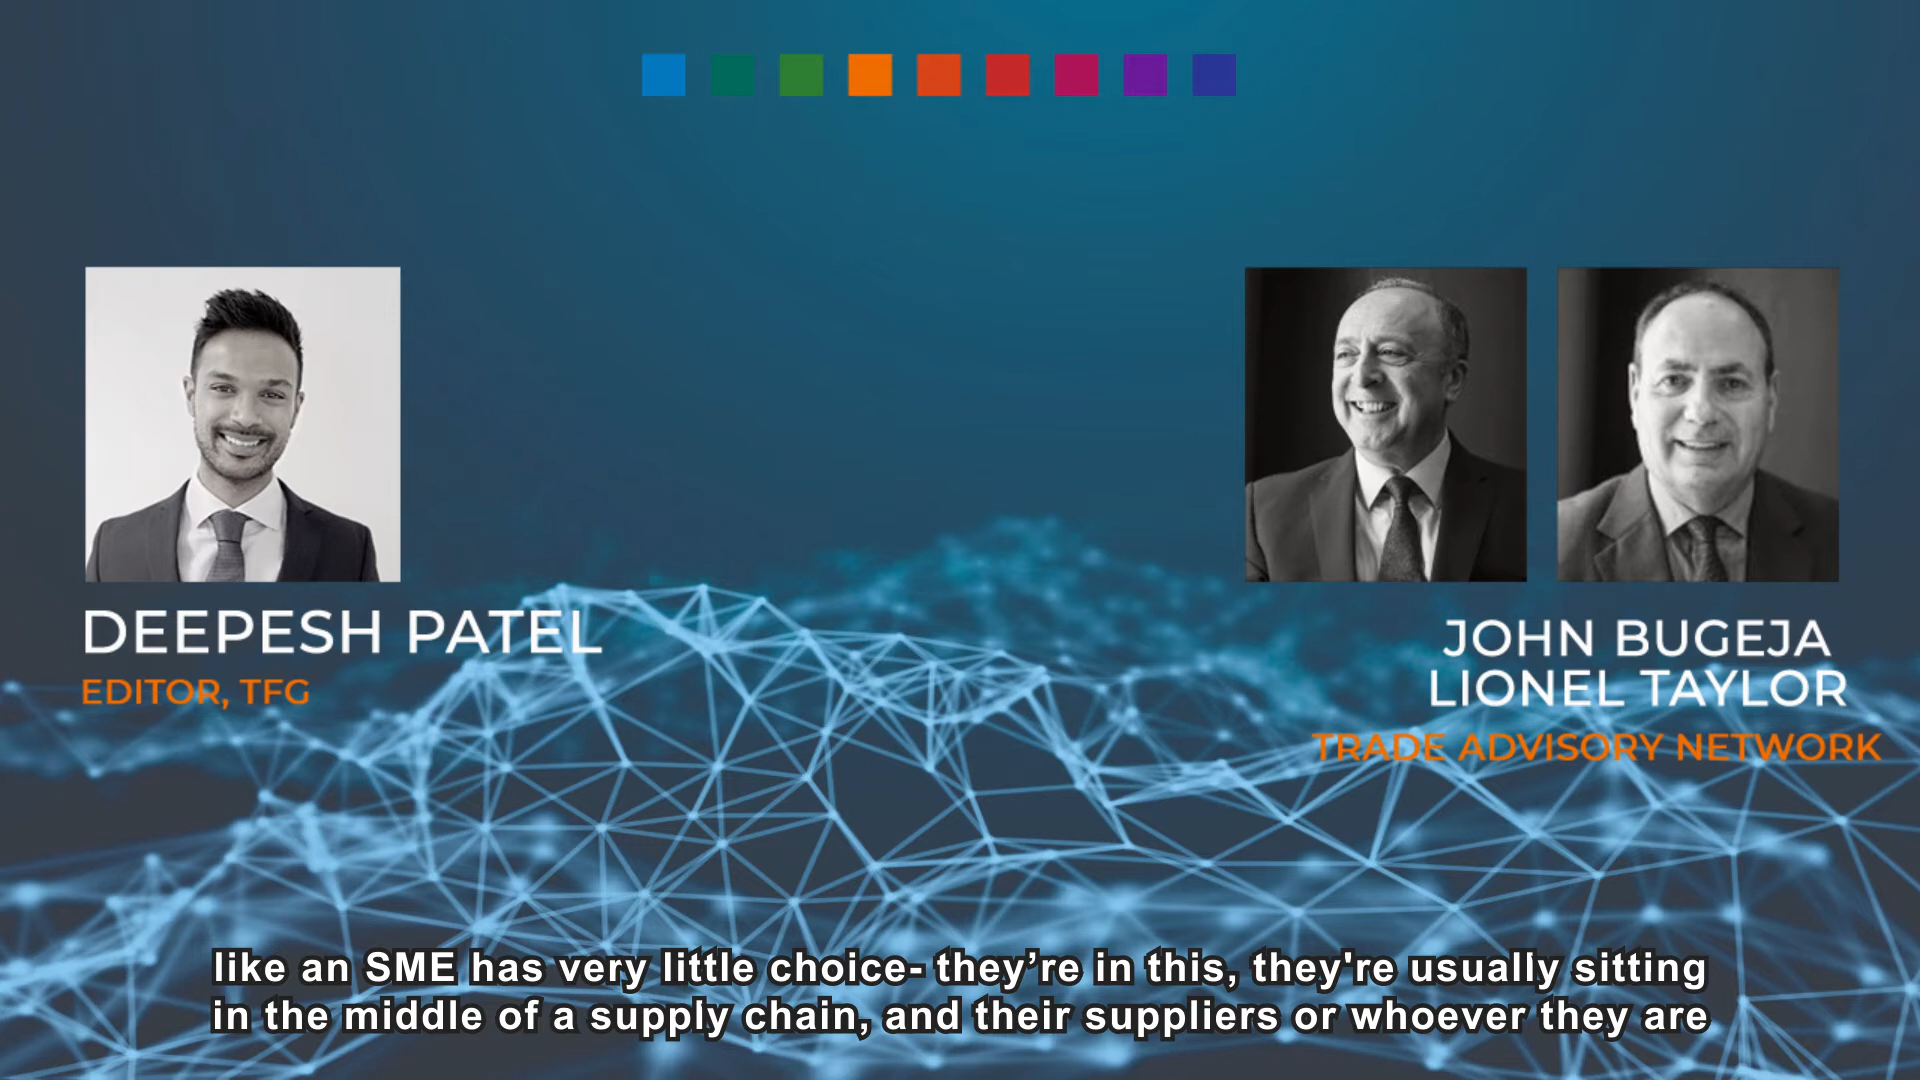 DEEPESH PATEL
EDITOR, TFG
JOHN BUGEJA
LIONEL TAYLOR
TRADE ADVISORY NETWORK
like an SME has very little choice- they’re in this, they're usually sitting
in the middle of a supply chain, and their suppliers or whoever they are